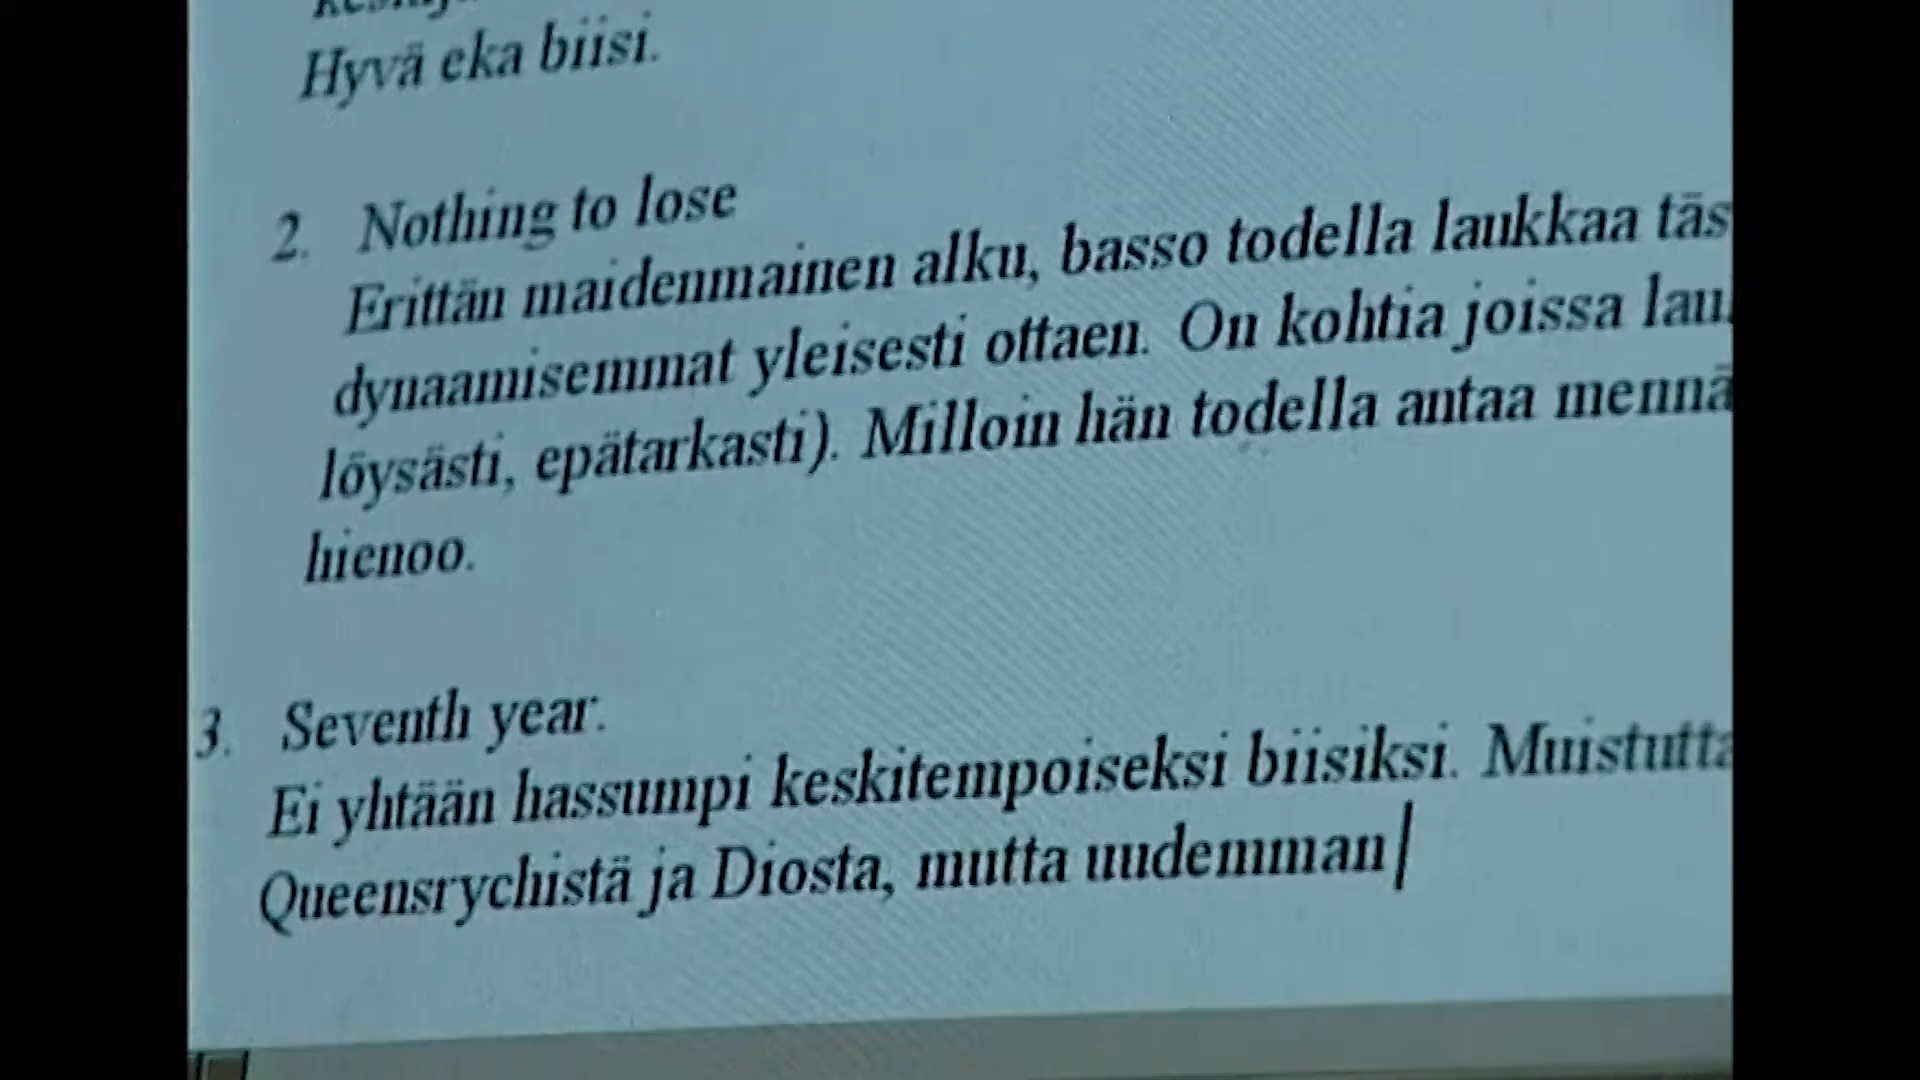 Hyvä eka biisi.
2. Nothing to lose
Erittän maidenmainen alku, basso todella laukkaa täs
dynaamisemmat yleisesti ottaen. On kohtia joissa lau
löysästi, epätarkasti). Milloin hän todella antaa mennä
hienoo.
3. Seventh year.
Ei yhtään hassumpi keskitempoiseksi biisiksi. Muistutta
Queensrychistä ja Diosta, mutta uudemman